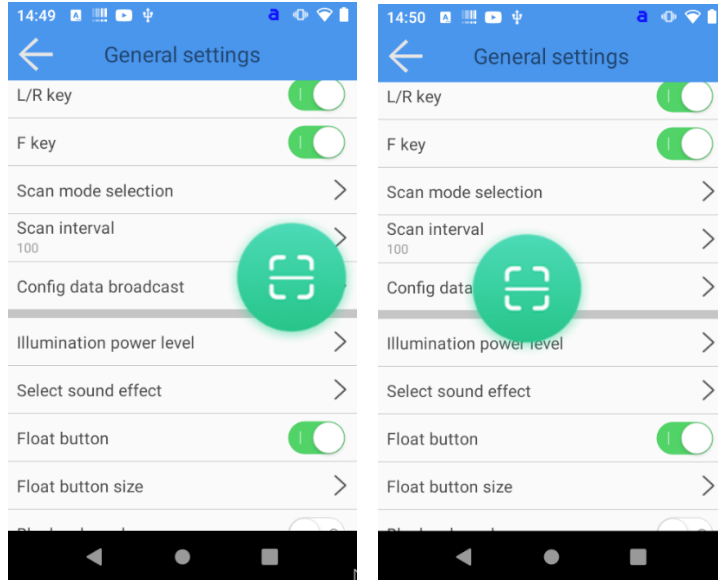 14:49 a
General settings
L/R key
F key
Scan mode selection
Scan interval
100
Config data broadcast
Illumination power level
Select sound effect
Float button
Float button size
14:50 a
General settings
L/R key
F key
Scan mode selection
Scan interval
100
Config data
Illumination power level
Select sound effect
Float button
Float button size